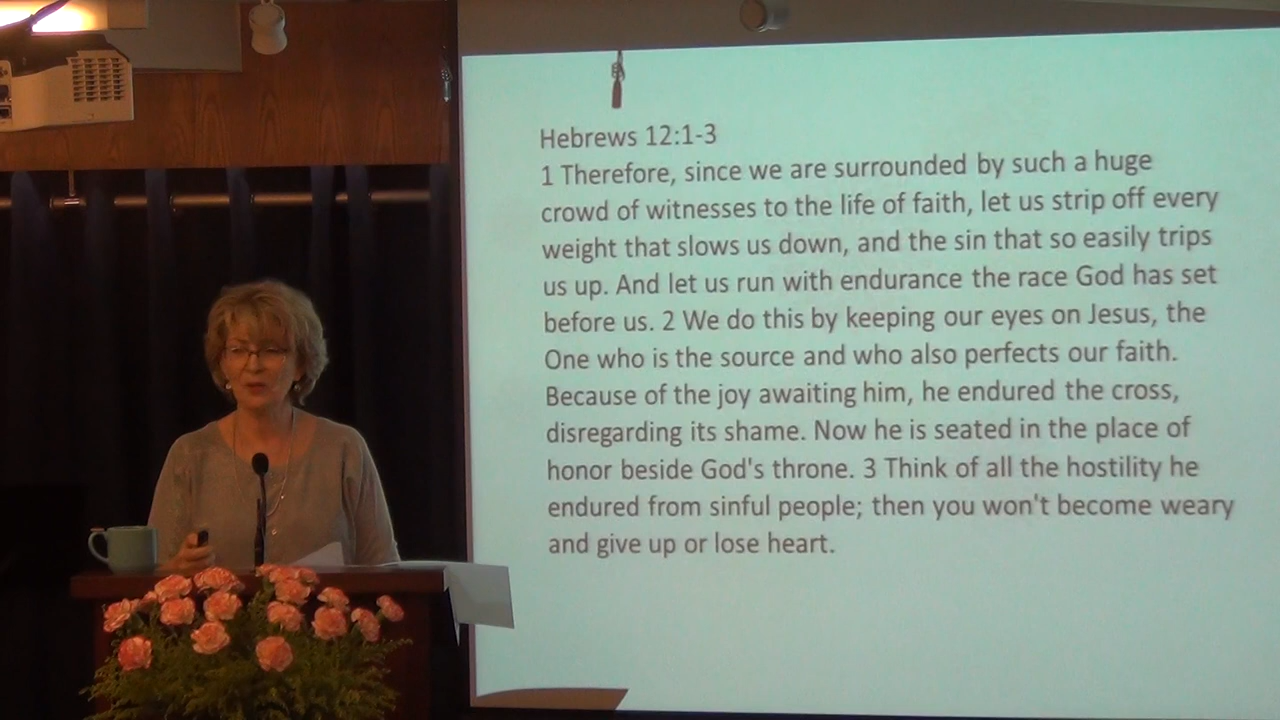 Hebrews 12:1-3
1 Therefore, since we are surrounded by such a huge
crowd of witnesses to the life of faith, let us strip off every
weight that slows us down, and the sin that so easily trips
us up. And let us run with endurance the race God has set
before us. 2 We do this by keeping our eyes on Jesus, the
One who is the source and who also perfects our faith.
Because of the joy awaiting him, he endured the cross,
disregarding its shame. Now he is seated in the place of
honor beside God's throne. 3 Think of all the hostility he
endured from sinful people; then you won't become weary
and give up or lose heart.